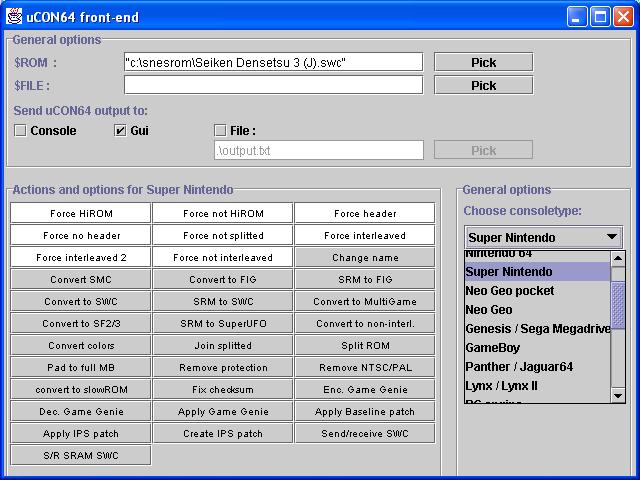 uCON64 front-end
General options
$ROM : "c:\snesrom\Seiken Densetsu 3 (J).swc" Pick
$FILE : Pick
Send uCON64 output to:
Console Gui File :
.\output.txt Pick
Actions and options for Super Nintendo
Force HiROM Force not HiROM Force header
Force no header Force not splitted Force interleaved
Force interleaved 2 Force not interleaved Change name
Convert SMC Convert to FIG SRM to FIG
Convert to SWC SRM to SWC Convert to MultiGame
Convert to SF2/3 SRM to SuperUFO Convert to non-interl.
Convert colors Join splitted Split ROM
Pad to full MB Remove protection Remove NTSC/PAL
convert to slowROM Fix checksum Enc. Game Genie
Dec. Game Genie Apply Game Genie Apply Baseline patch
Apply IPS patch Create IPS patch Send/receive SWC
S/R SRAM SWC
General options
Choose consoletype:
Super Nintendo
Nintendo 64
Super Nintendo
Neo Geo pocket
Neo Geo
Genesis / Sega Megadrive
GameBoy
Panther / Jaguar64
Lynx / Lynx II